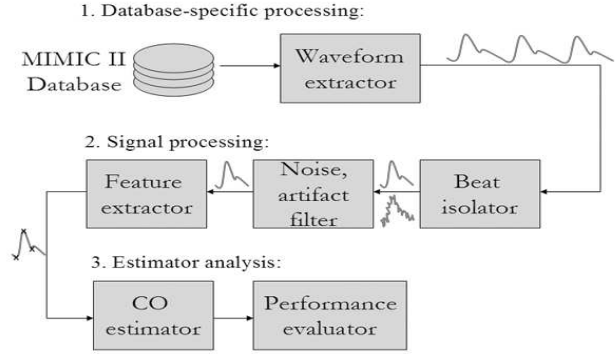 1. Database-specific processing:
MIMIC II
Database
Waveform
extractor
2. Signal processing:
Feature
extractor
Noise,
artifact
filter
Beat
isolator
3. Estimator analysis:
CO
estimator
Performance
evaluator